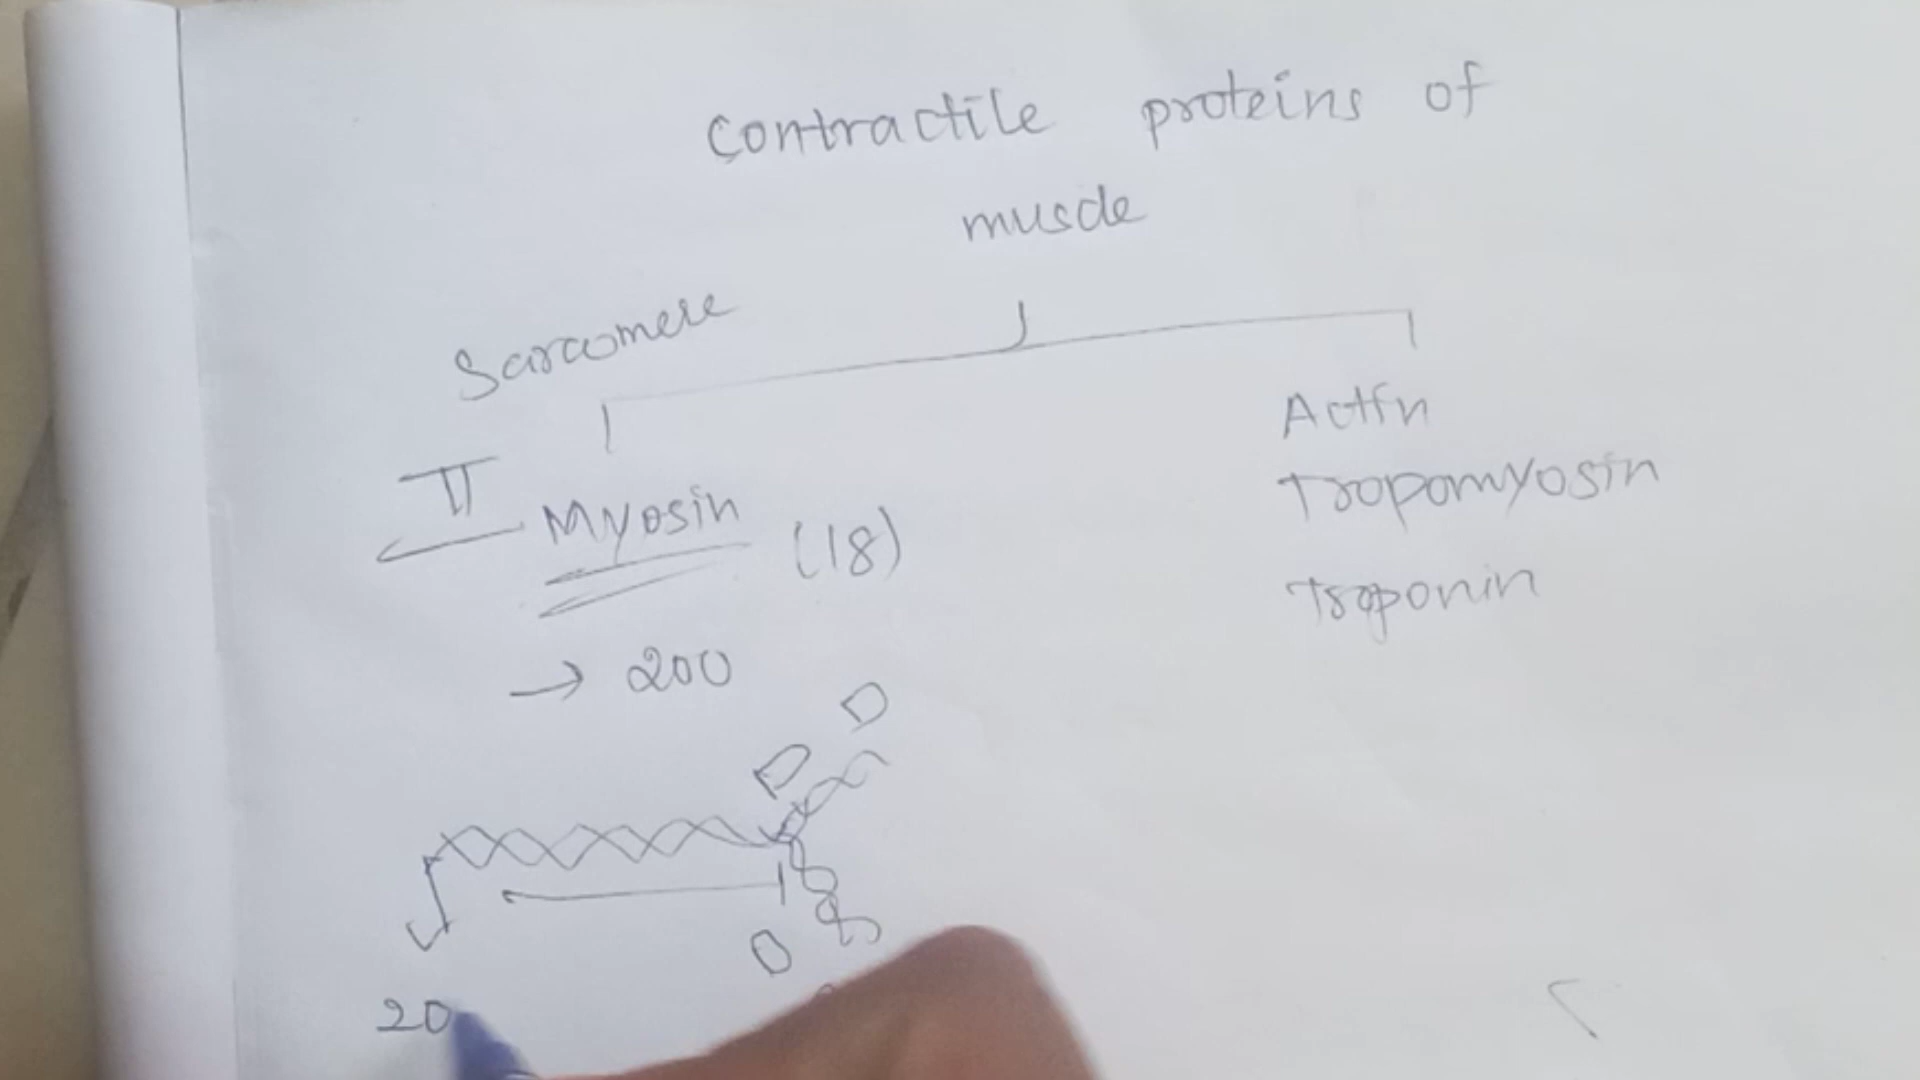 Contractile proteins of
muscle
Sarcomere
II Myosin (18)
→ 200
Actin
Tropomyosin
Troponin
20